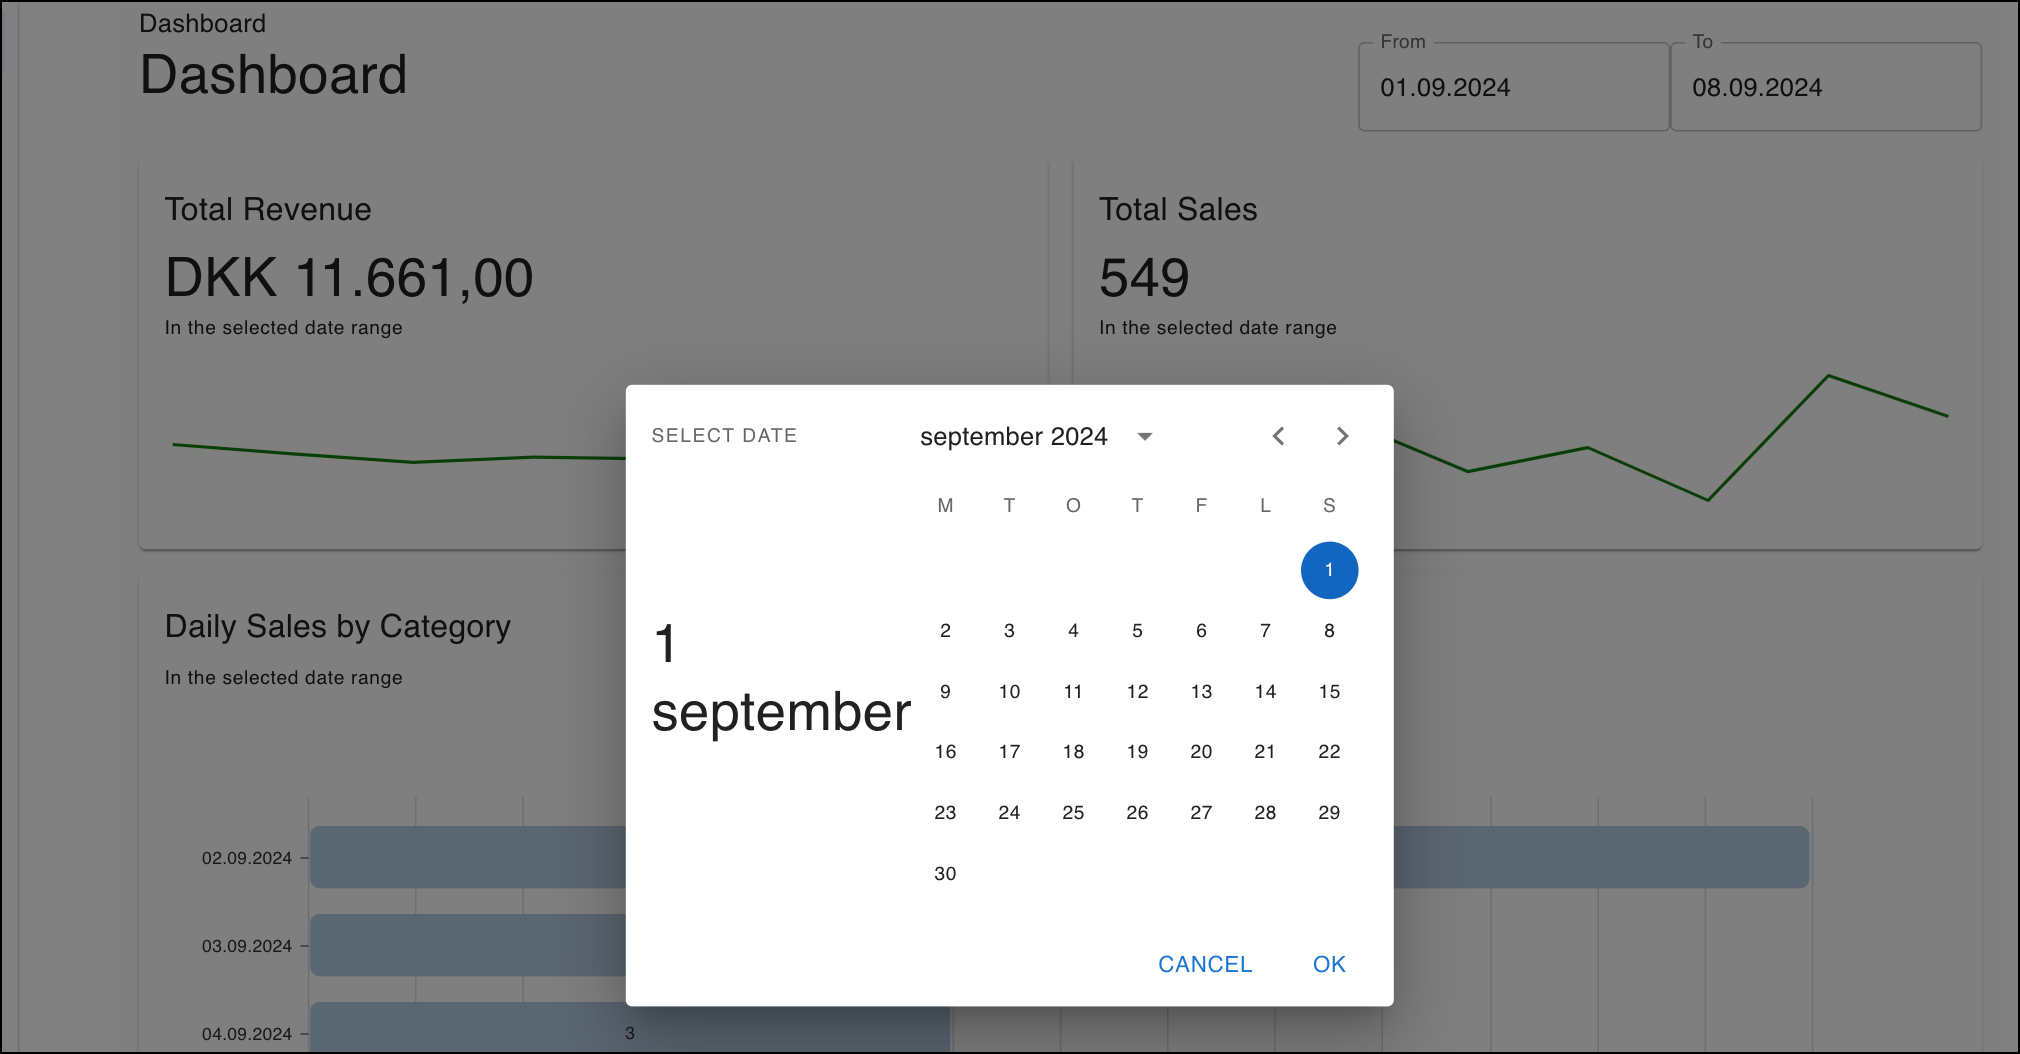 Dashboard
Dashboard
From
01.09.2024
To
08.09.2024
Total Revenue
DKK 11.661,00
In the selected date range
Total Sales
549
In the selected date range
SELECT DATE
1
september
september 2024
M T O T F L S
1
2 3 4 5 6 7 8
9 10 11 12 13 14 15
16 17 18 19 20 21 22
23 24 25 26 27 28 29
30
CANCEL OK
Daily Sales by Category
In the selected date range
02.09.2024
03.09.2024
04.09.2024
3